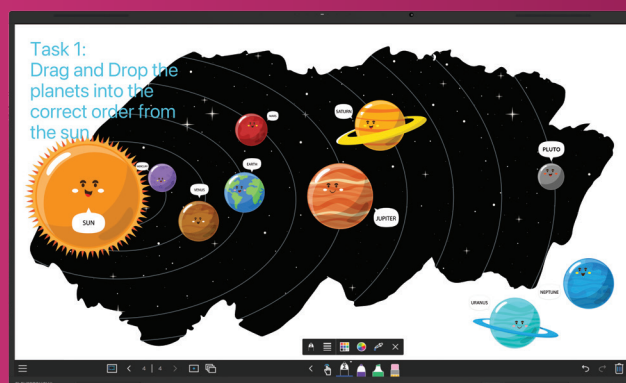 Task 1:
Drag and Drop the
planets into the
correct order from
the sun
SUN
VENUS
EARTH
SATURN
JUPITER
PLUTO
URANUS
NEPTUNE
4 | 4